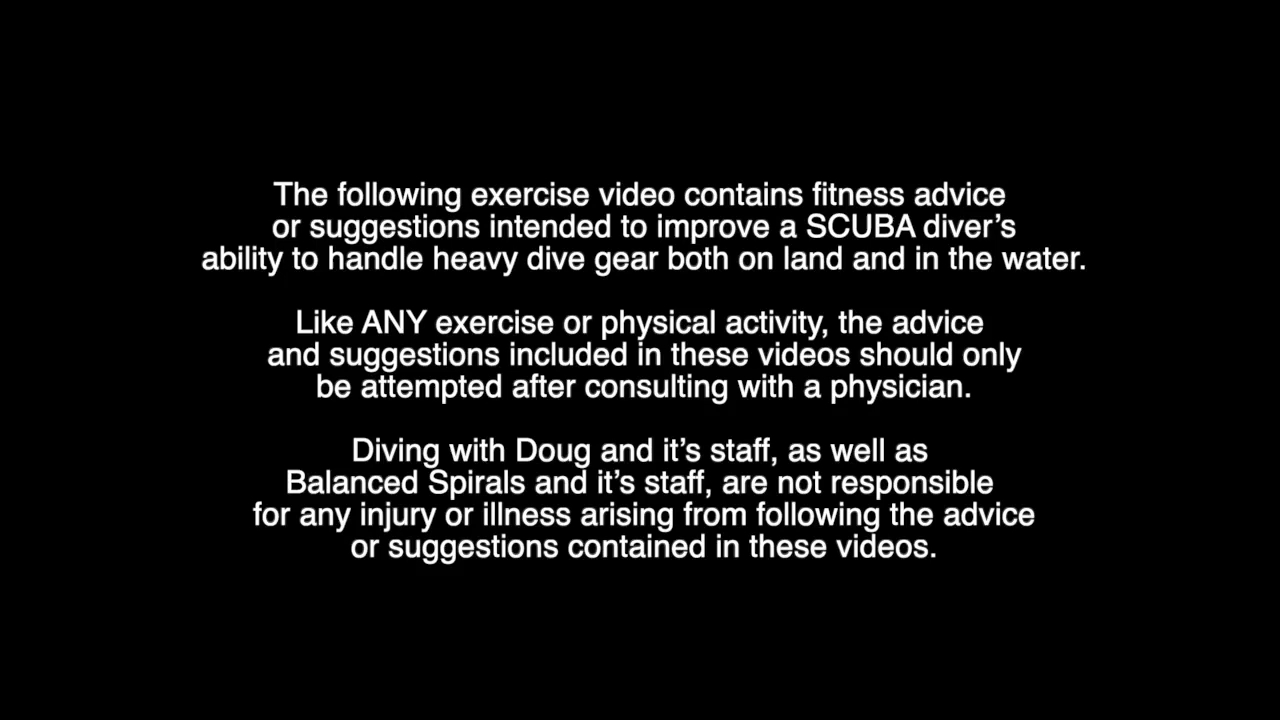 The following exercise video contains fitness advice
or suggestions intended to improve a SCUBA diver’s
ability to handle heavy dive gear both on land and in the water.
Like ANY exercise or physical activity, the advice
and suggestions included in these videos should only
be attempted after consulting with a physician.
Diving with Doug and it’s staff, as well as
Balanced Spirals and it’s staff, are not responsible
for any injury or illness arising from following the advice
or suggestions contained in these videos.